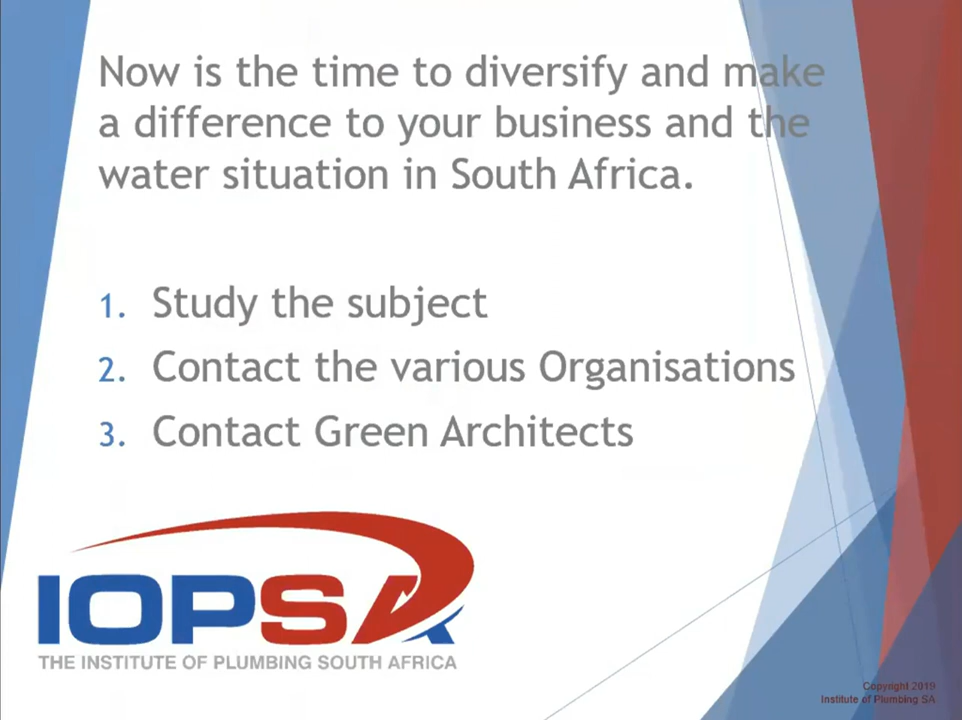 Now is the time to diversify and make
a difference to your business and the
water situation in South Africa.
1. Study the subject
2. Contact the various Organisations
3. Contact Green Architects
IOPSA
THE INSTITUTE OF PLUMBING SOUTH AFRICA
Copyright 2019
Institute of Plumbing SA